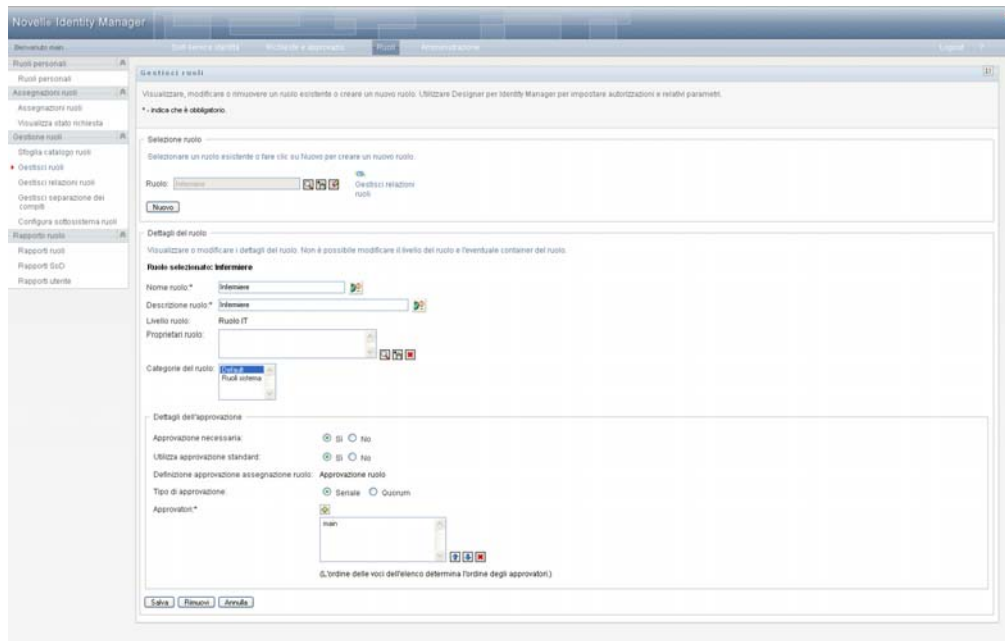 Novell® Identity Manager
Benvenuto main
Self-Service identità
Richieste e approvazioni
Ruoli
Amministrazione
Logout
?
Ruoli personali
Ruoli personali
Assegnazioni ruoli
Assegnazioni ruoli
Visualizza stato richiesta
Gestione ruoli
Sfoglia catalogo ruoli
Gestisci ruoli
Gestisci relazioni ruoli
Gestisci separazione dei
compiti
Configura sottosistema ruoli
Rapporti ruolo
Rapporti ruoli
Rapporti SoD
Rapporti utente
Gestisci ruoli
Visualizzare, modificare o rimuovere un ruolo esistente o creare un nuovo ruolo. Utilizzare Designer per Identity Manager per impostare autorizzazioni e relativi parametri.
* - indica che è obbligatorio.
Selezione ruolo
Selezionare un ruolo esistente o fare clic su Nuovo per creare un nuovo ruolo.
Ruolo: Infermiere
Gestisci relazioni
ruoli
Nuovo
Dettagli del ruolo
Visualizzare o modificare i dettagli del ruolo. Non è possibile modificare il livello del ruolo e l'eventuale container del ruolo.
Ruolo selezionato: Infermiere
Nome ruolo:* Infermiere
Descrizione ruolo:* Infermiere
Livello ruolo: Ruolo IT
Proprietari ruolo:
Categorie del ruolo: Default
Ruoli sistema
Dettagli dell'approvazione
Approvazione necessaria: Sì No
Utilizza approvazione standard: Sì No
Definizione approvazione assegnazione ruolo: Approvazione ruolo
Tipo di approvazione: Seriale Quorum
Approvatori:*
main
(L'ordine delle voci dell'elenco determina l'ordine degli approvatori.)
Salva Rimuovi Annulla